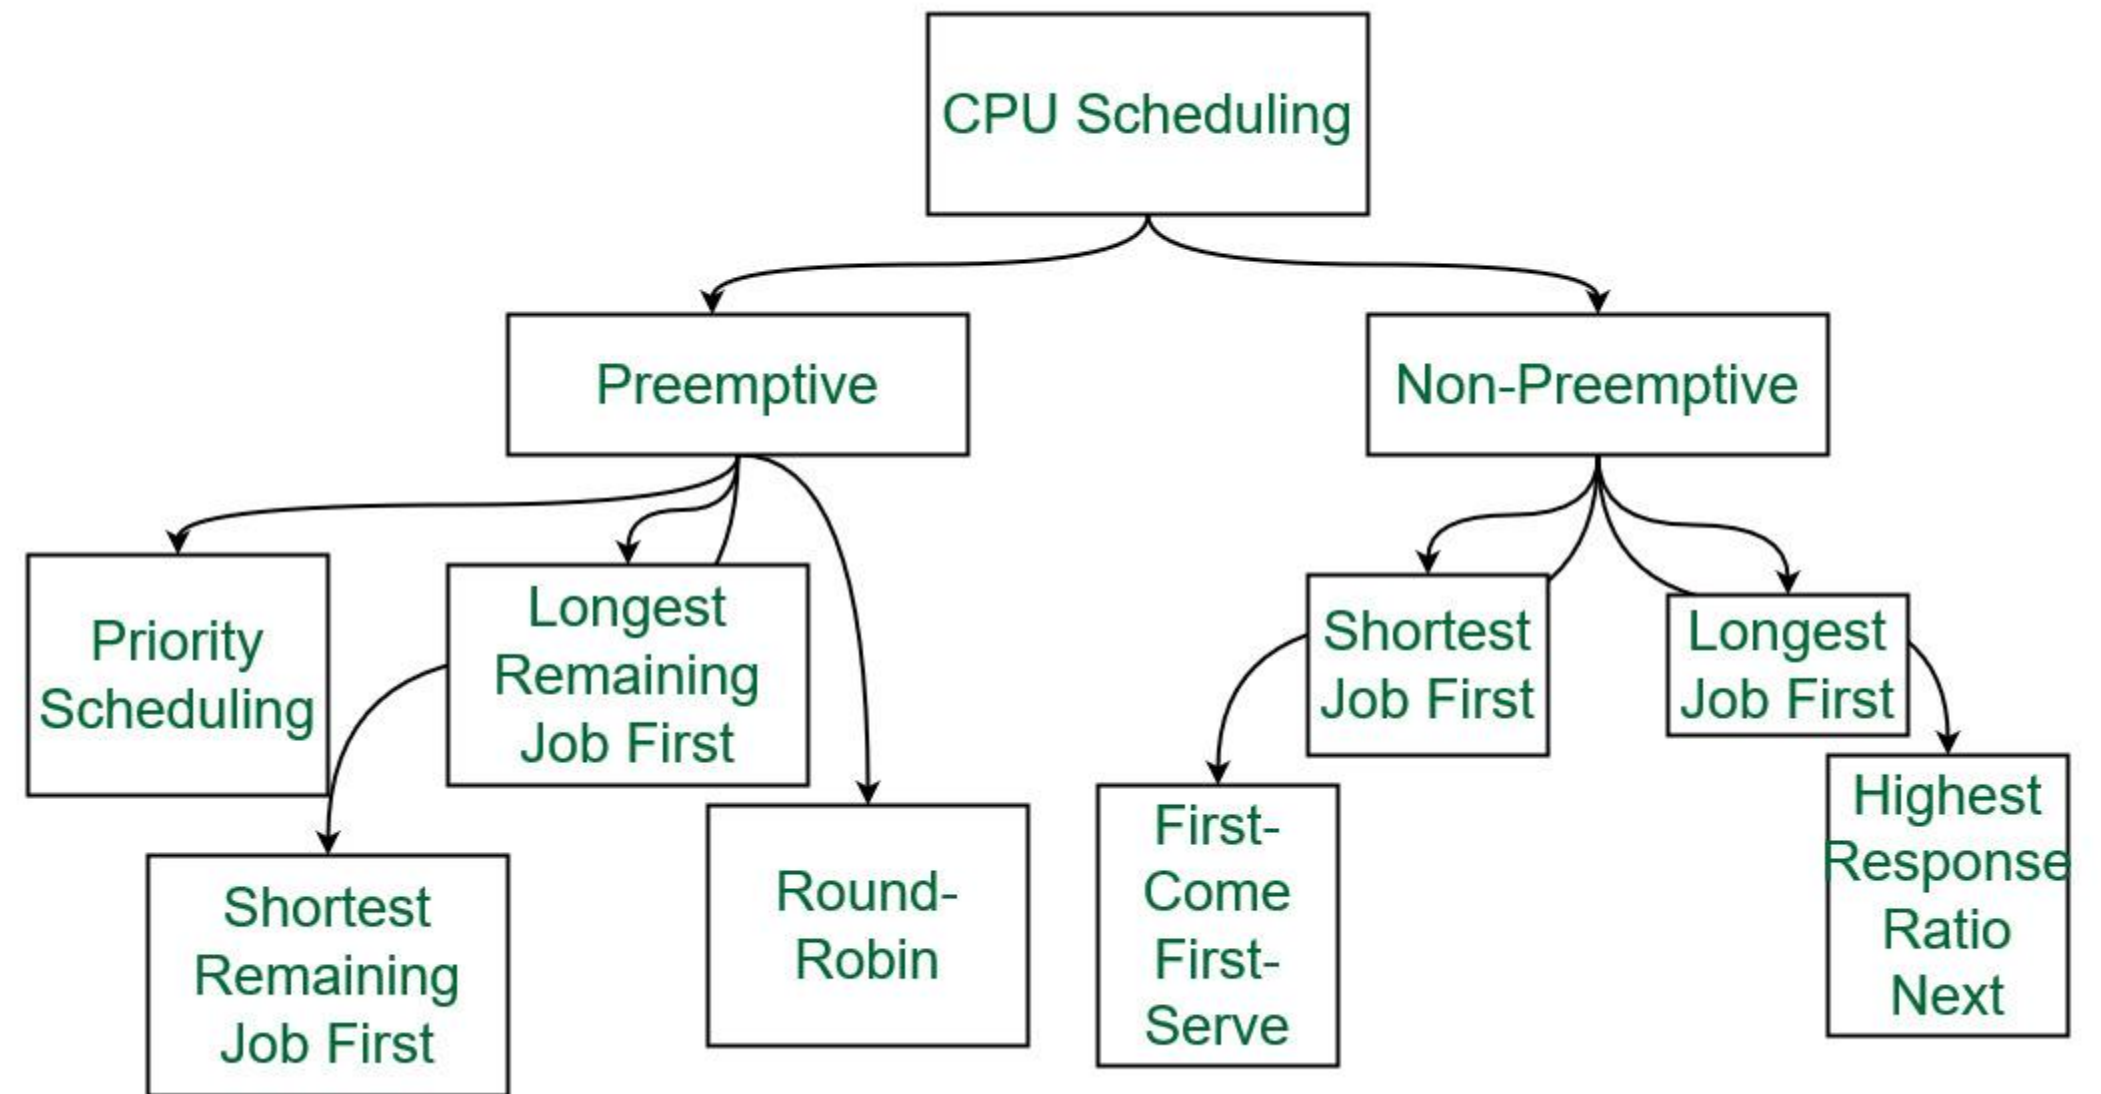 CPU Scheduling
Preemptive
Non-Preemptive
Priority
Scheduling
Longest
Remaining
Job First
Shortest
Job First
Longest
Job First
Shortest
Remaining
Job First
Round-
Robin
First-
Come
First-
Serve
Highest
Response
Ratio
Next